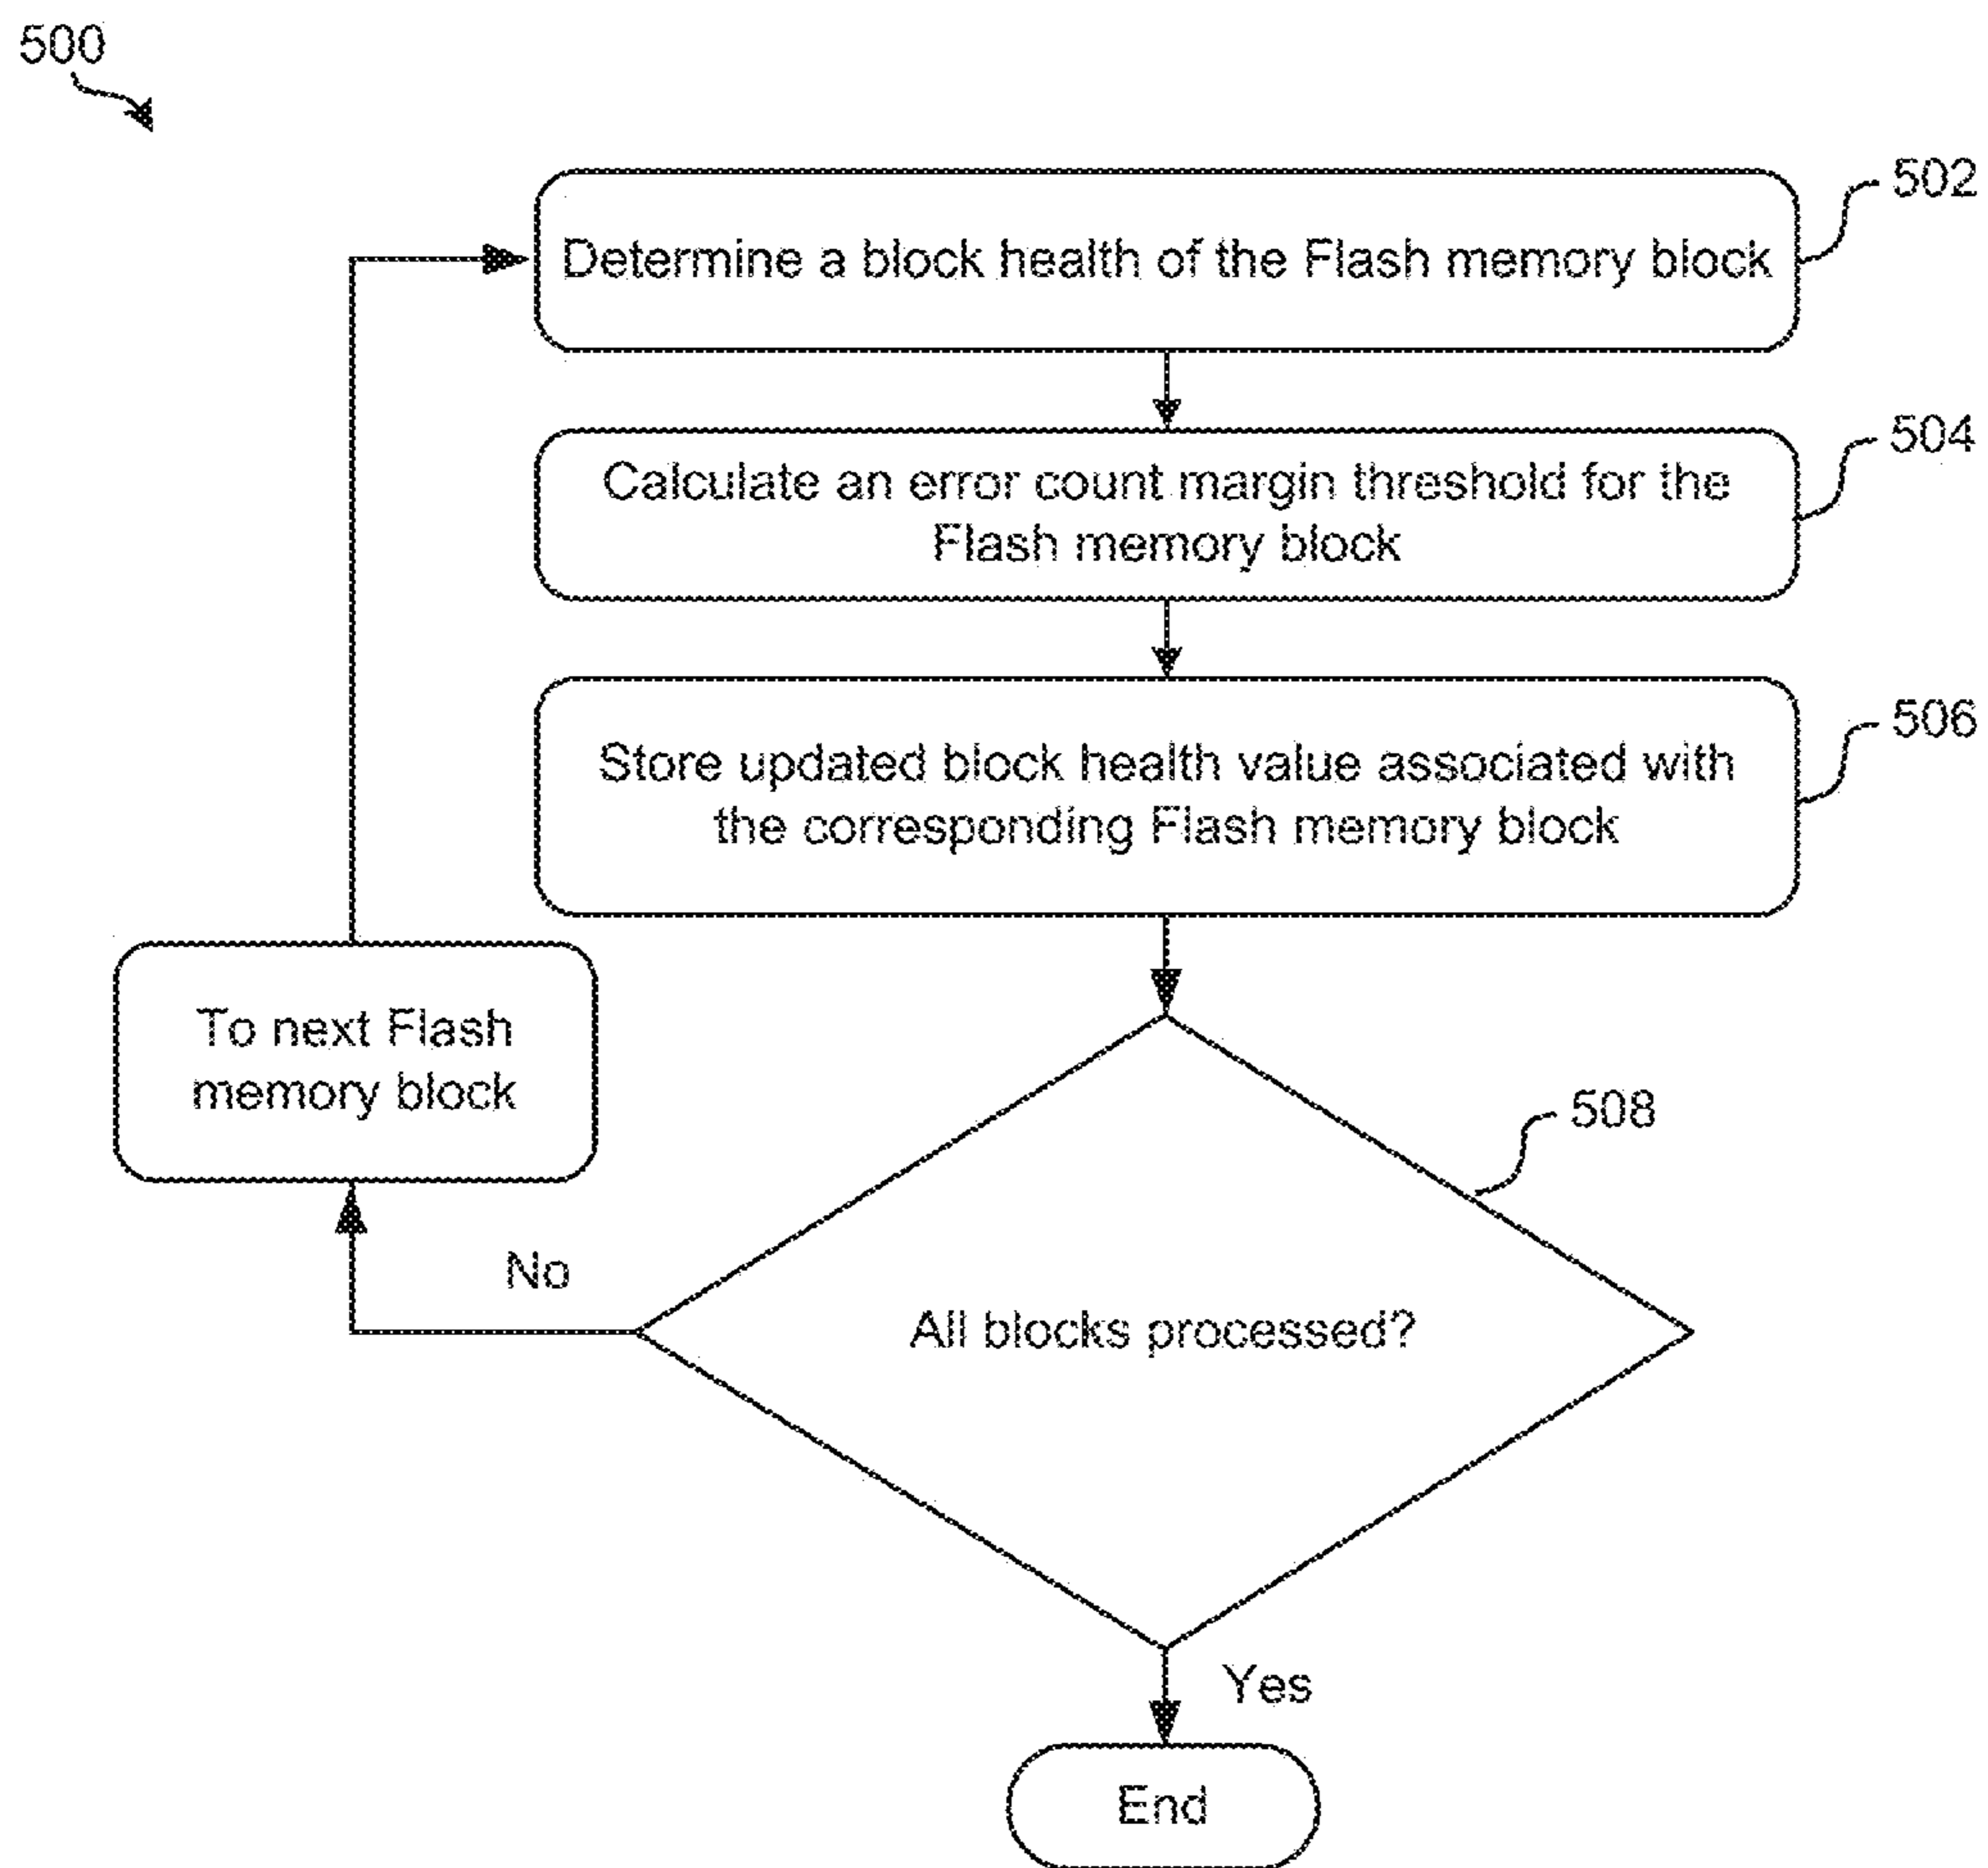 500
502
Determine a block health of the Flash memory block
504
Calculate an error count margin threshold for the
Flash memory block
506
Store updated block health value associated with
the corresponding Flash memory block
To next Flash
memory block
508
No
All blocks processed?
Yes
End